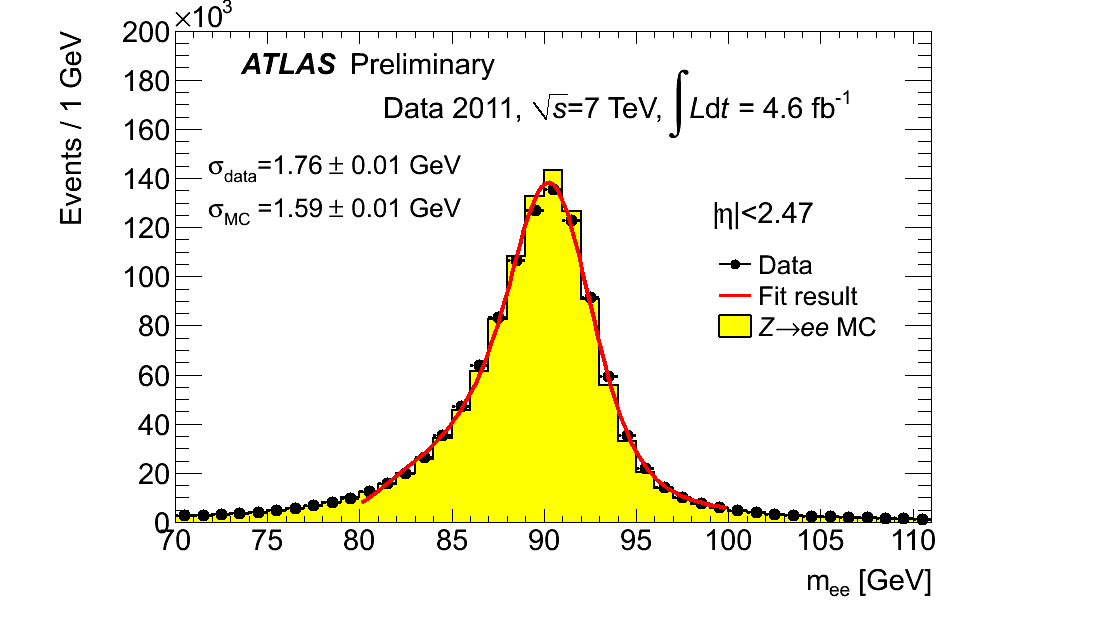 ×10³
200
180
160
140
120
100
80
60
40
20
0
Events / 1 GeV
ATLAS Preliminary
Data 2011, √s=7 TeV, ∫Ldt = 4.6 fb⁻¹
σdata=1.76 ± 0.01 GeV
σMC =1.59 ± 0.01 GeV
|η|<2.47
Data
Fit result
Z→ee MC
70 75 80 85 90 95 100 105 110
mee [GeV]